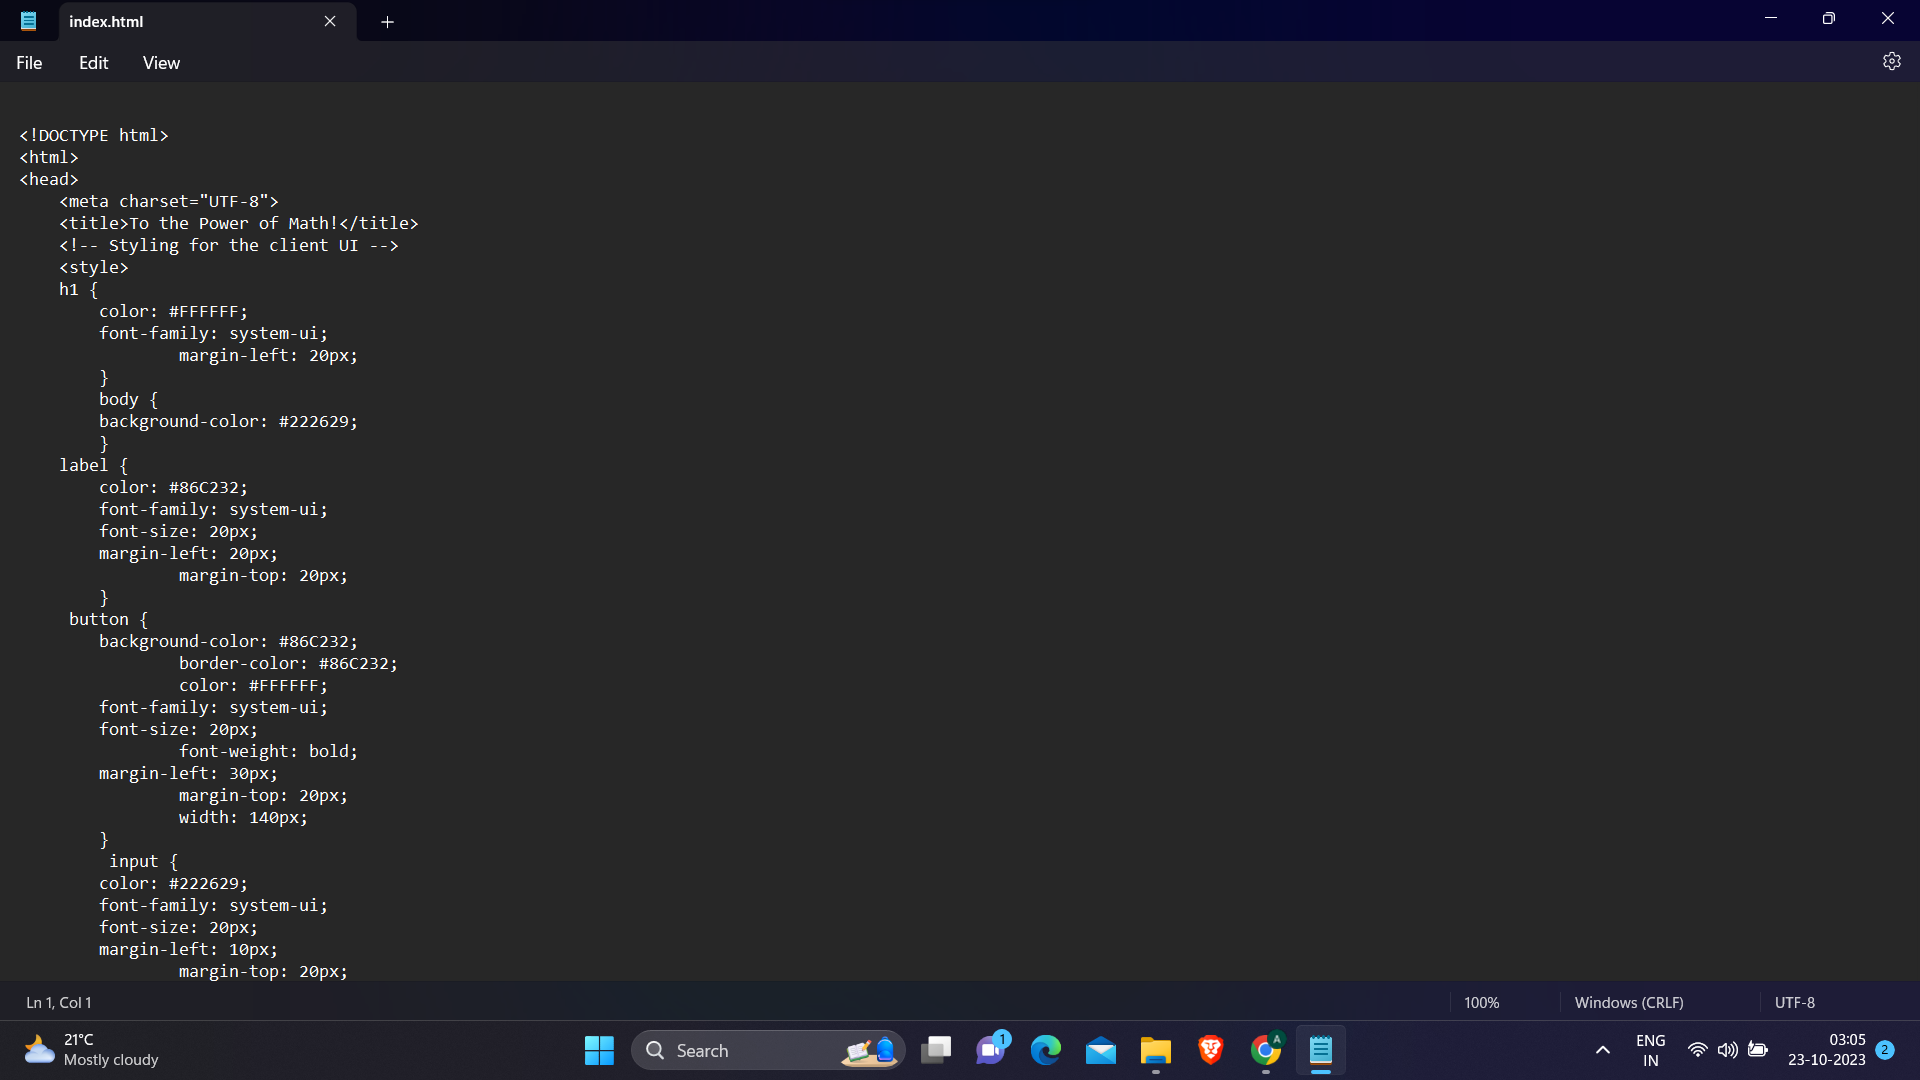 index.html
File Edit View
<!DOCTYPE html>
<html>
<head>
    <meta charset="UTF-8">
    <title>To the Power of Math!</title>
    <!-- Styling for the client UI -->
    <style>
    h1 {
        color: #FFFFFF;
        font-family: system-ui;
                margin-left: 20px;
        }
        body {
        background-color: #222629;
        }
    label {
        color: #86C232;
        font-family: system-ui;
        font-size: 20px;
        margin-left: 20px;
                margin-top: 20px;
        }
     button {
        background-color: #86C232;
                border-color: #86C232;
                color: #FFFFFF;
        font-family: system-ui;
        font-size: 20px;
                font-weight: bold;
        margin-left: 30px;
                margin-top: 20px;
                width: 140px;
        }
         input {
        color: #222629;
        font-family: system-ui;
        font-size: 20px;
        margin-left: 10px;
                margin-top: 20px;
Ln 1, Col 1 100% Windows (CRLF) UTF-8
21°C
Mostly cloudy
Search
1
A
ENG
IN
03:05
23-10-2023
2